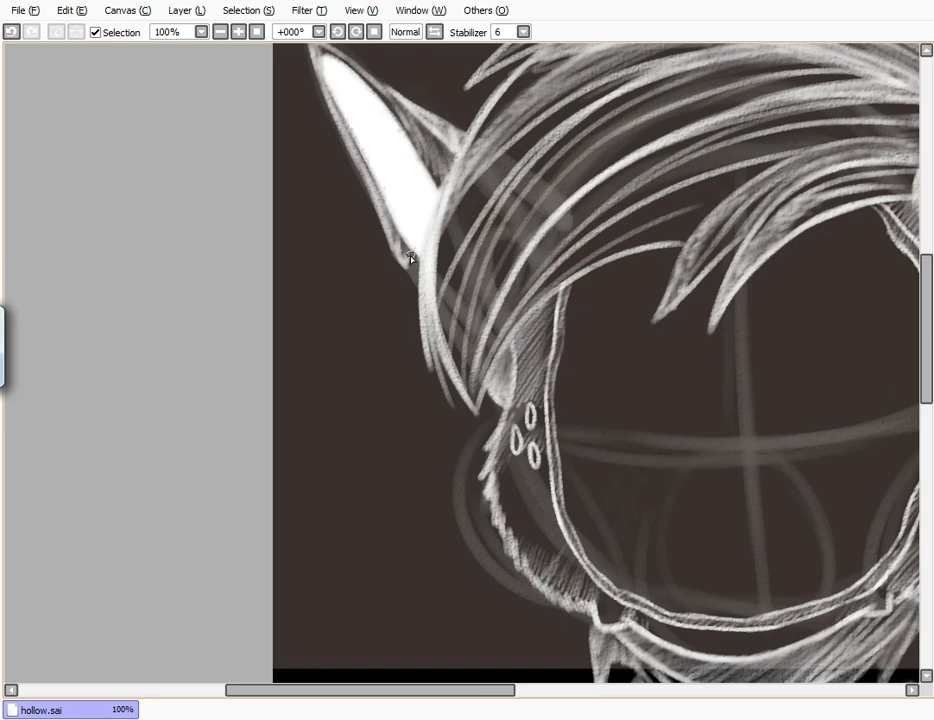 File (F) Edit (E) Canvas (C) Layer (L) Selection (S) Filter (T) View (V) Window (W) Others (O)
Selection 100% +000° Normal Stabilizer 6
hollow.sai 100%